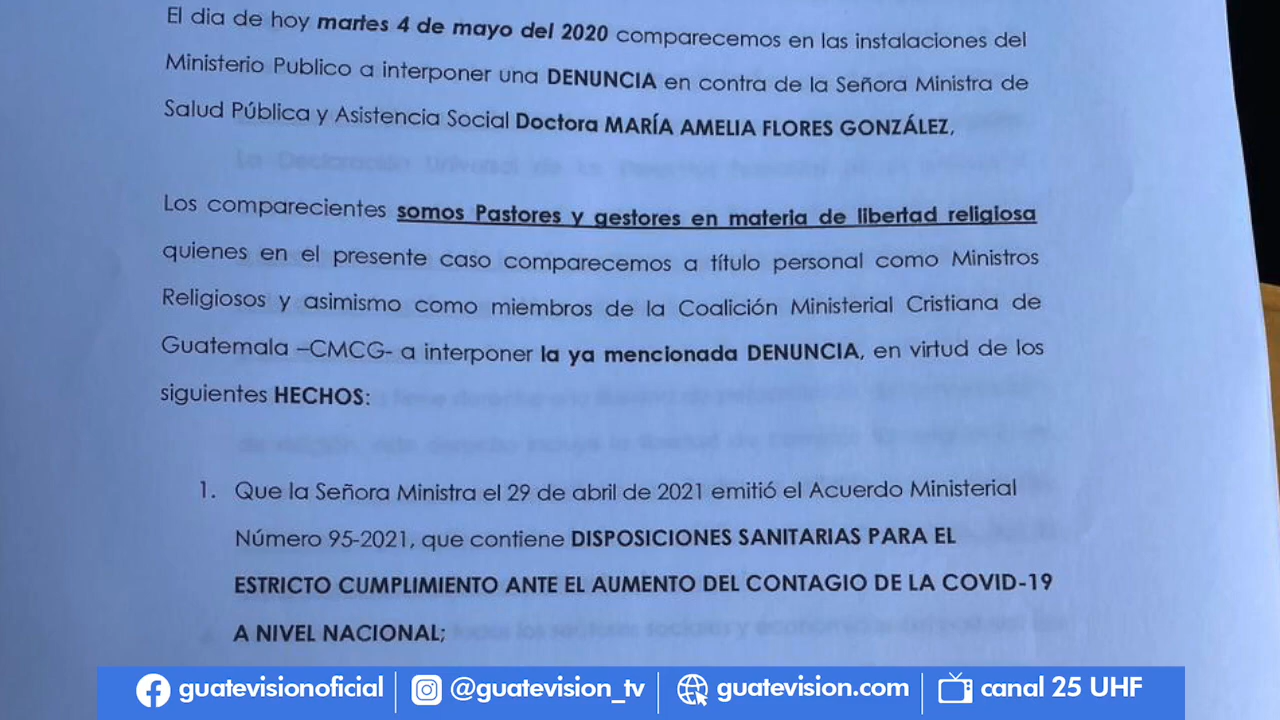 El dia de hoy martes 4 de mayo del 2020 comparecemos en las instalaciones del
Ministerio Publico a interponer una DENUNCIA en contra de la Señora Ministra de
Salud Pública y Asistencia Social Doctora MARÍA AMELIA FLORES GONZÁLEZ,
Los comparecientes somos Pastores y gestores en materia de libertad religiosa
quienes en el presente caso comparecemos a título personal como Ministros
Religiosos y asimismo como miembros de la Coalición Ministerial Cristiana de
Guatemala –CMCG- a interponer la ya mencionada DENUNCIA, en virtud de los
siguientes HECHOS:
1. Que la Señora Ministra el 29 de abril de 2021 emitió el Acuerdo Ministerial
Número 95-2021, que contiene DISPOSICIONES SANITARIAS PARA EL
ESTRICTO CUMPLIMIENTO ANTE EL AUMENTO DEL CONTAGIO DE LA COVID-19
A NIVEL NACIONAL;
guatevisionoficial @guatevision_tv guatevision.com canal 25 UHF